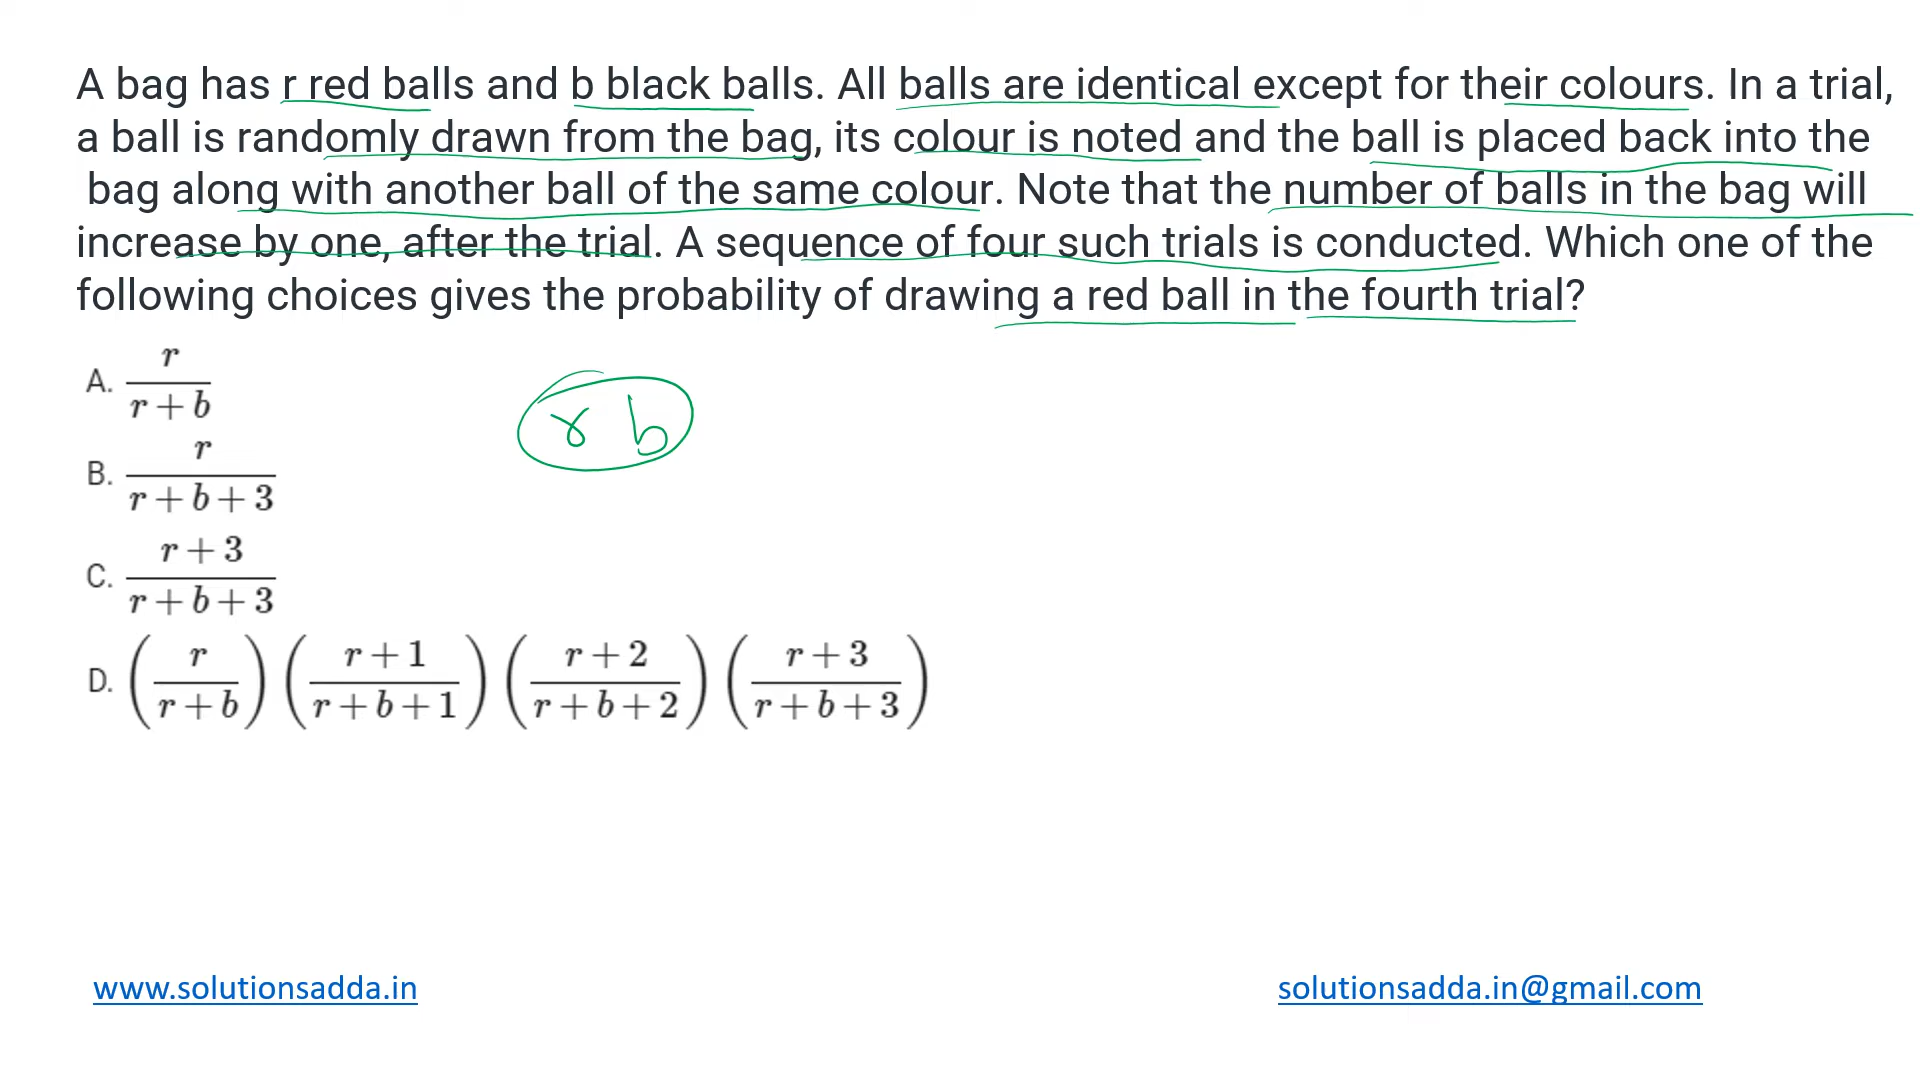 A bag has r red balls and b black balls. All balls are identical except for their colours. In a trial,
a ball is randomly drawn from the bag, its colour is noted and the ball is placed back into the
bag along with another ball of the same colour. Note that the number of balls in the bag will
increase by one, after the trial. A sequence of four such trials is conducted. Which one of the
following choices gives the probability of drawing a red ball in the fourth trial?
A. r/(r+b)
r b
B. r/(r+b+3)
C. (r+3)/(r+b+3)
D. (r/(r+b)) ((r+1)/(r+b+1)) ((r+2)/(r+b+2)) ((r+3)/(r+b+3))
www.solutionsadda.in
solutionsadda.in@gmail.com